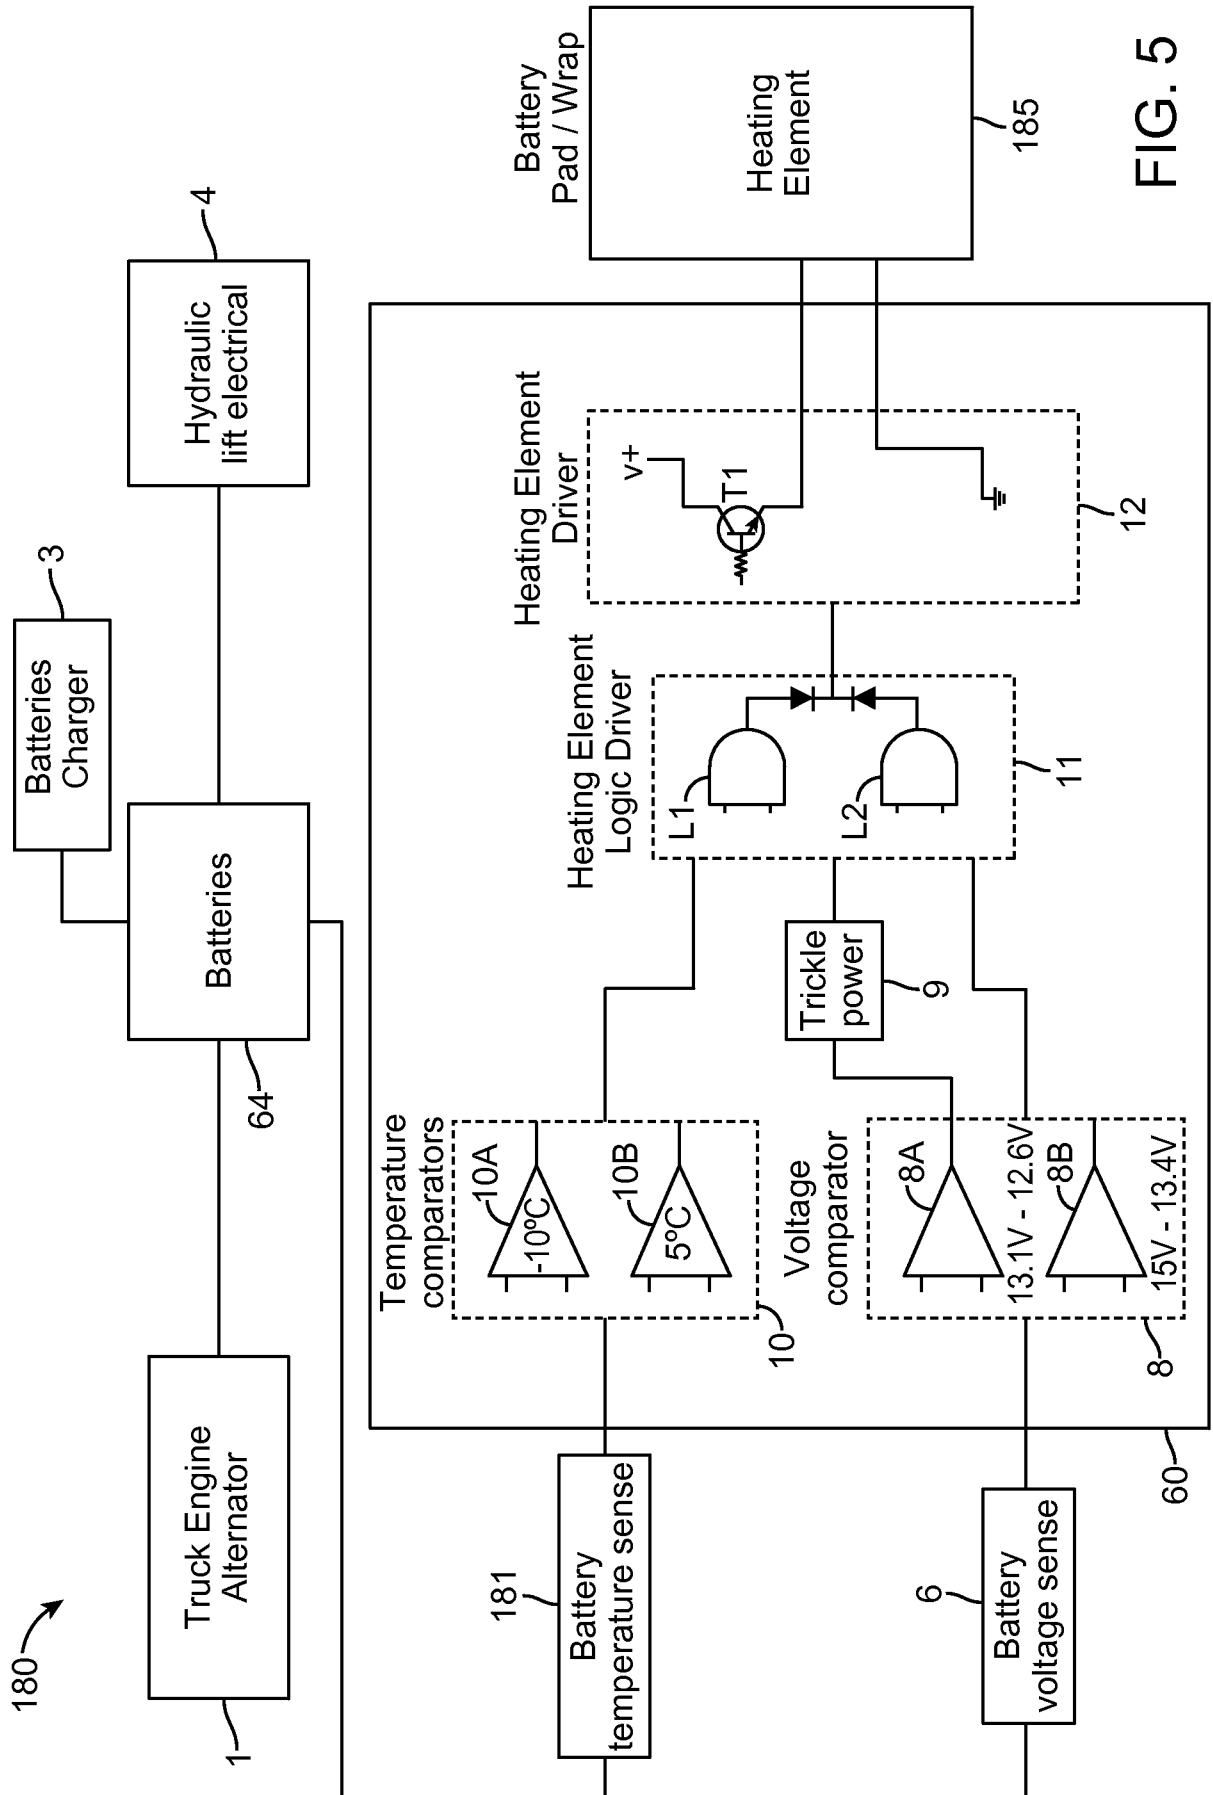 180
1
Truck Engine
Alternator
64
Batteries
3
Batteries
Charger
4
Hydraulic
lift electrical
181
Battery
temperature sense
6
Battery
voltage sense
60
Temperature
comparators
10A
-10ºC
10B
5ºC
10
Voltage
comparator
8A
13.1V - 12.6V
8B
15V - 13.4V
8
Trickle
power
9
Heating Element
Logic Driver
L1
L2
11
Heating Element
Driver
v+
T1
12
Battery
Pad / Wrap
Heating
Element
185
FIG. 5